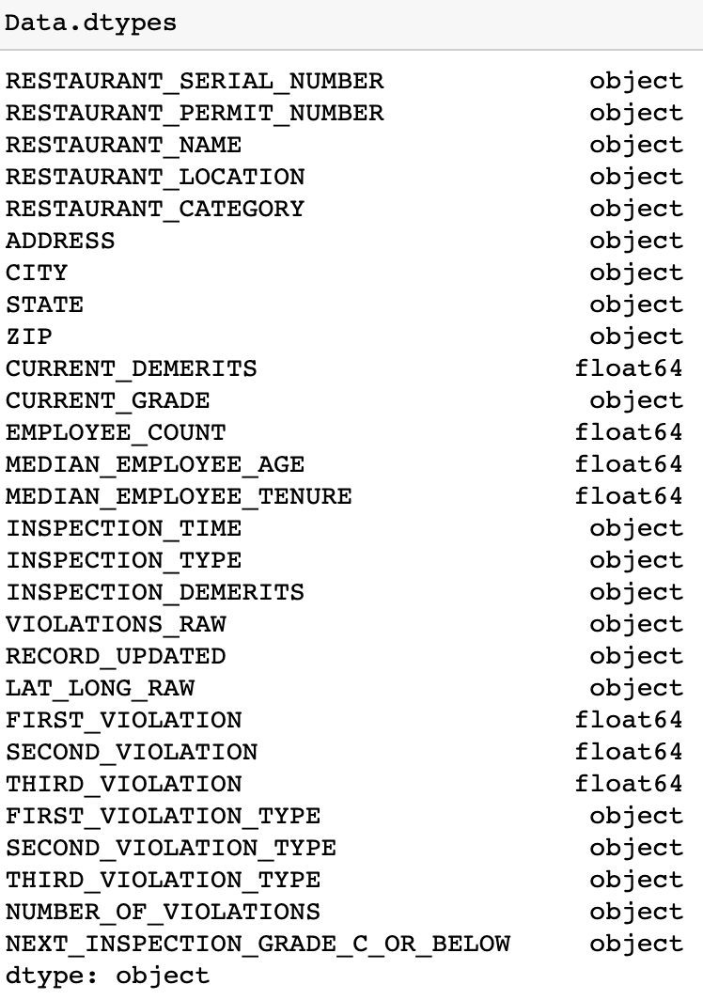 Data.dtypes
RESTAURANT_SERIAL_NUMBER object
RESTAURANT_PERMIT_NUMBER object
RESTAURANT_NAME object
RESTAURANT_LOCATION object
RESTAURANT_CATEGORY object
ADDRESS object
CITY object
STATE object
ZIP object
CURRENT_DEMERITS float64
CURRENT_GRADE object
EMPLOYEE_COUNT float64
MEDIAN_EMPLOYEE_AGE float64
MEDIAN_EMPLOYEE_TENURE float64
INSPECTION_TIME object
INSPECTION_TYPE object
INSPECTION_DEMERITS object
VIOLATIONS_RAW object
RECORD_UPDATED object
LAT_LONG_RAW object
FIRST_VIOLATION float64
SECOND_VIOLATION float64
THIRD_VIOLATION float64
FIRST_VIOLATION_TYPE object
SECOND_VIOLATION_TYPE object
THIRD_VIOLATION_TYPE object
NUMBER_OF_VIOLATIONS object
NEXT_INSPECTION_GRADE_C_OR_BELOW object
dtype: object